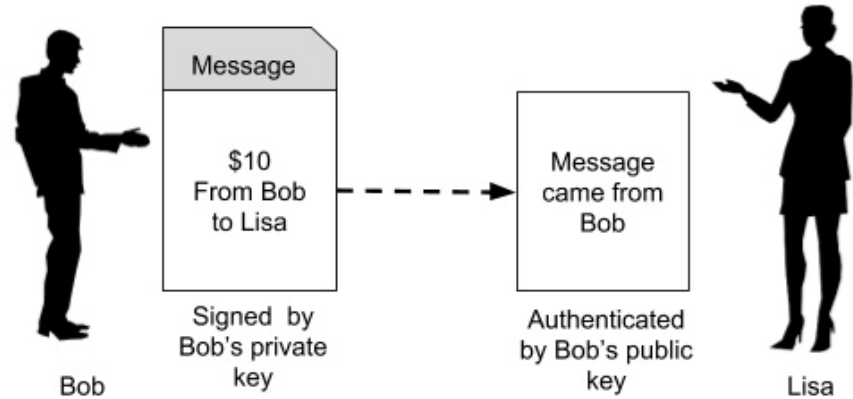 Message
$10
From Bob
to Lisa
Signed by
Bob's private
key
Message
came from
Bob
Authenticated
by Bob's public
key
Bob
Lisa